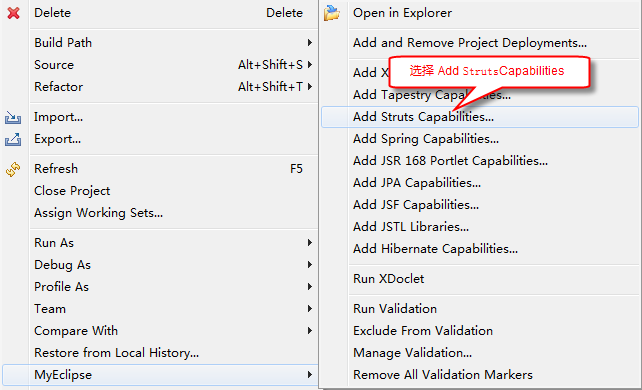 Delete Delete
Build Path
Source Alt+Shift+S
Refactor Alt+Shift+T
Import...
Export...
Refresh F5
Close Project
Assign Working Sets...
Run As
Debug As
Profile As
Team
Compare With
Restore from Local History...
MyEclipse
Open in Explorer
Add and Remove Project Deployments...
Add X
选择 Add StrutsCapabilities
Add Tapestry Capabilities...
Add Struts Capabilities...
Add Spring Capabilities...
Add JSR 168 Portlet Capabilities...
Add JPA Capabilities...
Add JSF Capabilities...
Add JSTL Libraries...
Add Hibernate Capabilities...
Run XDoclet
Run Validation
Exclude From Validation
Manage Validation...
Remove All Validation Markers